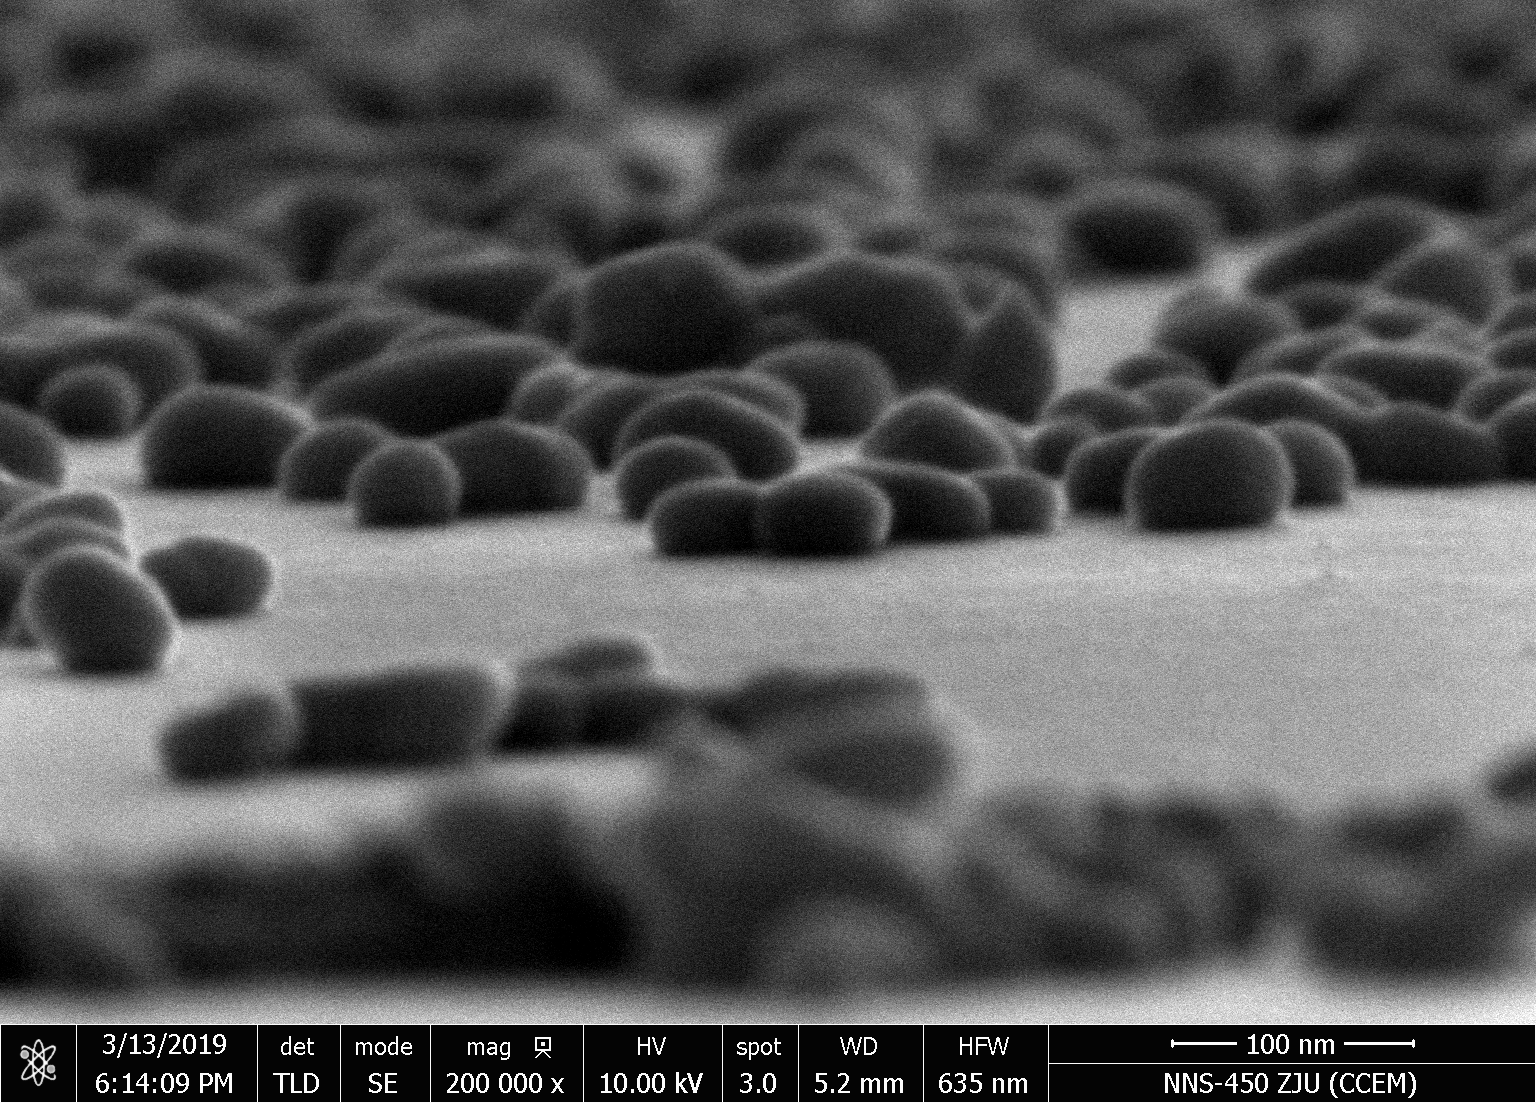 3/13/2019
6:14:09 PM
det
TLD
mode
SE
mag
200 000 x
HV
10.00 kV
spot
3.0
WD
5.2 mm
HFW
635 nm
100 nm
NNS-450 ZJU (CCEM)